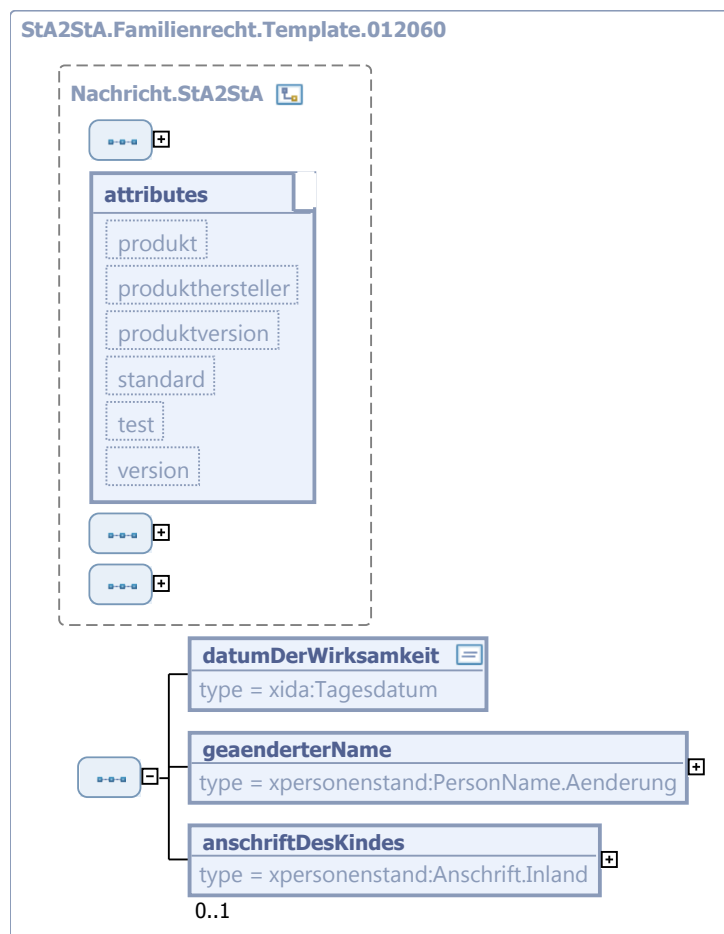 StA2StA.Familienrecht.Template.012060
Nachricht.StA2StA
attributes
produkt
produkthersteller
produktversion
standard
test
version
datumDerWirksamkeit
type = xida:Tagesdatum
geaenderterName
type = xpersonenstand:PersonName.Aenderung
anschriftDesKindes
type = xpersonenstand:Anschrift.Inland
0..1